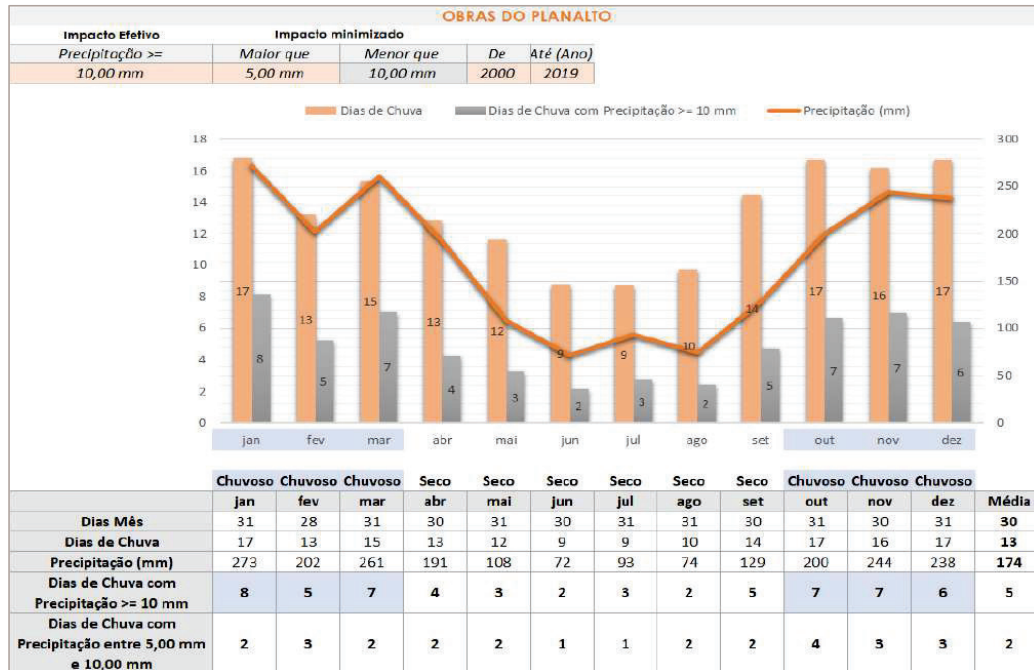 OBRAS DO PLANALTO
Impacto Efetivo Impacto minimizado
Precipitação >= Maior que Menor que De Até (Ano)
10,00 mm 5,00 mm 10,00 mm 2000 2019
Dias de Chuva Dias de Chuva com Precipitação >= 10 mm Precipitação (mm)
18 300
16 250
14 200
12 150
10 100
8 50
6 0
4
2
0
17 13 15 13 12 9 9 10 14 17 16 17
8 5 7 4 3 2 3 2 5 7 7 6
jan fev mar abr mai jun jul ago set out nov dez
Chuvoso Chuvoso Chuvoso Seco Seco Seco Seco Seco Seco Chuvoso Chuvoso Chuvoso
jan fev mar abr mai jun jul ago set out nov dez Média
Dias Mês 31 28 31 30 31 30 31 31 30 31 30 31 30
Dias de Chuva 17 13 15 13 12 9 9 10 14 17 16 17 13
Precipitação (mm) 273 202 261 191 108 72 93 74 129 200 244 238 174
Dias de Chuva com
Precipitação >= 10 mm 8 5 7 4 3 2 3 2 5 7 7 6 5
Dias de Chuva com
Precipitação entre 5,00 mm 2 3 2 2 2 1 1 2 2 4 3 3 2
e 10,00 mm